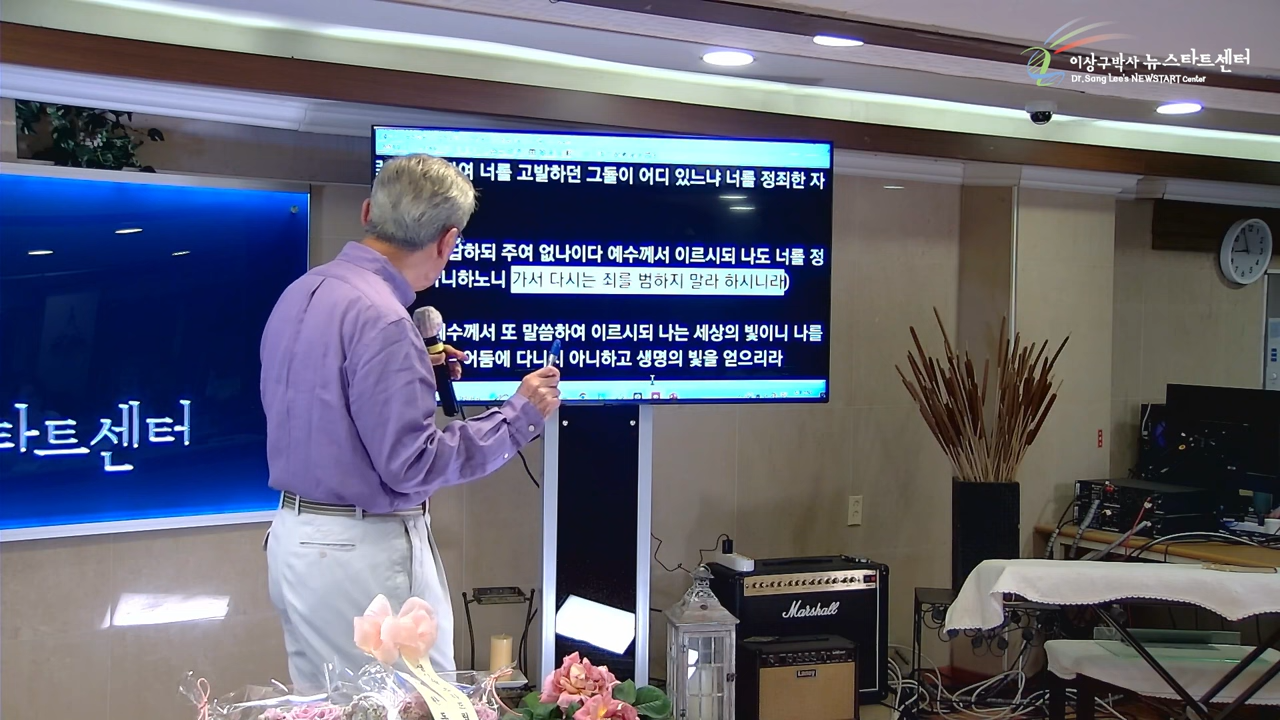 이상구박사 뉴스타트센터
Dr. Sang Lee's NEWSTART Center
여 너를 고발하던 그들이 어디 있느냐 너를 정죄한 자
답하되 주여 없나이다 예수께서 이르시되 나도 너를 정
니하노니 가서 다시는 죄를 범하지 말라 하시니라)
예수께서 또 말씀하여 이르시되 나는 세상의 빛이니 나를
어둠에 다니지 아니하고 생명의 빛을 얻으리라
타트센터
Marshall
Laney